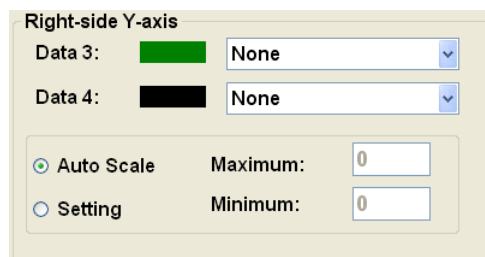 Right-side Y-axis
Data 3: None
Data 4: None
Auto Scale Maximum: 0
Setting Minimum: 0